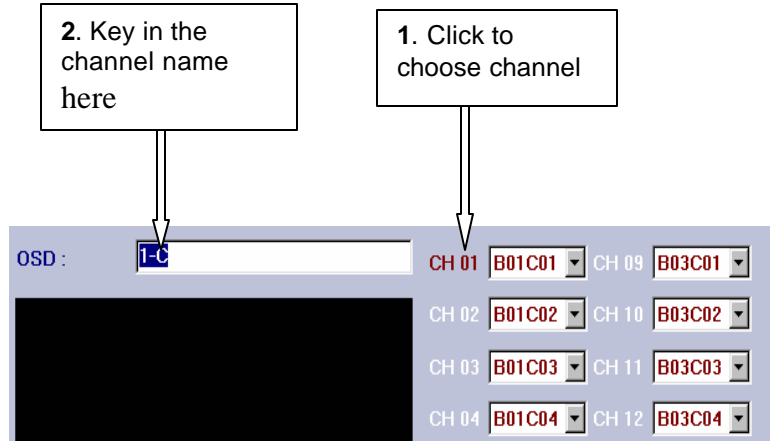 2. Key in the
channel name
here
1. Click to
choose channel
OSD : 1-C
CH 01 B01C01 CH 09 B03C01
CH 02 B01C02 CH 10 B03C02
CH 03 B01C03 CH 11 B03C03
CH 04 B01C04 CH 12 B03C04